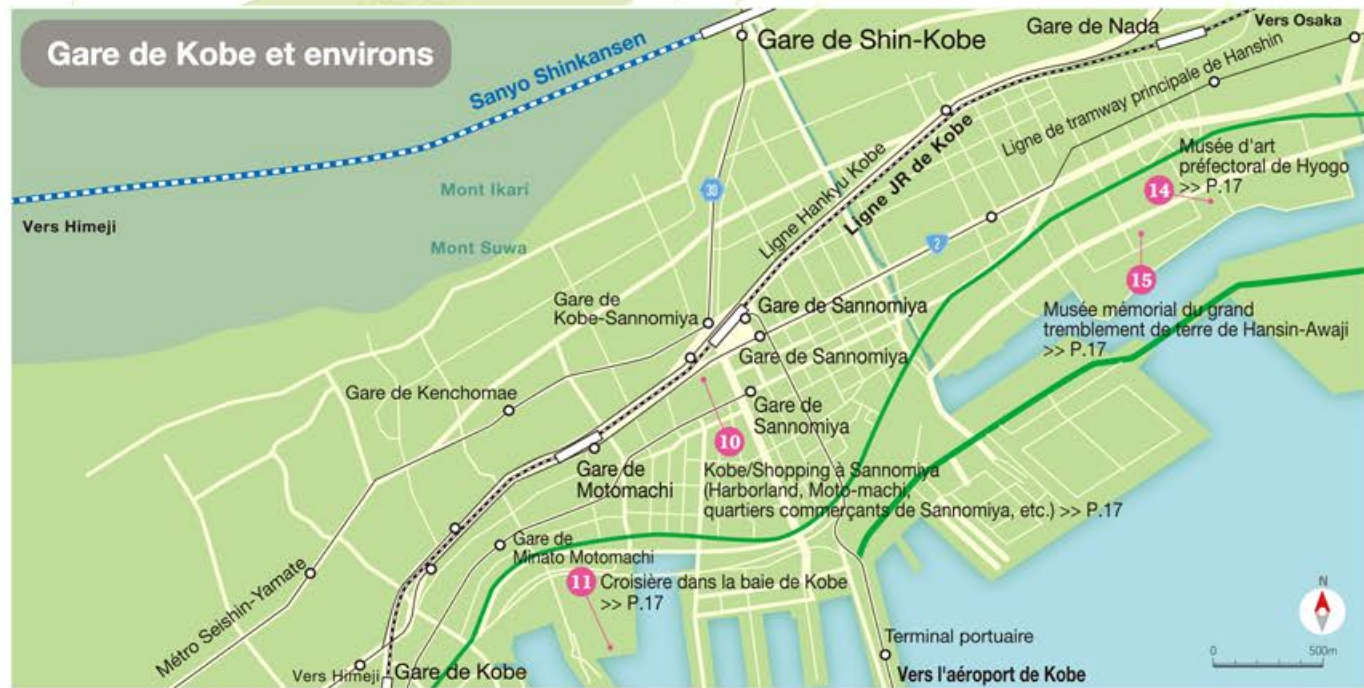 Gare de Kobe et environs
Sanyo Shinkansen
Gare de Shin-Kobe
Gare de Nada
Vers Osaka
Ligne de tramway principale de Hanshin
Musée d'art
préfectoral de Hyogo
>> P.17
14
Mont Ikari
30
Ligne Hankyu Kobe
Ligne JR de Kobe
Vers Himeji
Mont Suwa
2
15
Musée mémorial du grand
tremblement de terre de Hansin-Awaji
>> P.17
Gare de
Kobe-Sannomiya
Gare de Sannomiya
Gare de Sannomiya
Gare de Kenchomae
Gare de
Sannomiya
10
Kobe/Shopping à Sannomiya
(Harborland, Moto-machi,
quartiers commerçants de Sannomiya, etc.) >> P.17
Gare de
Motomachi
Gare de
Minato Motomachi
11
Croisière dans la baie de Kobe
>> P.17
Métro Seishin-Yamate
Vers Himeji
Gare de Kobe
Terminal portuaire
Vers l'aéroport de Kobe
N
0
500m